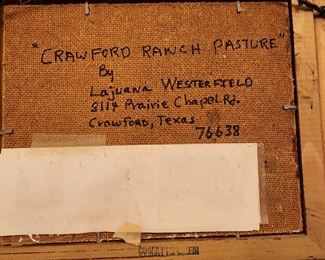 "CRAWFORD RANCH PASTURE"
By
Lajuana WESTERFIELD
8114 Prairie Chapel Rd.
Crawford, Texas
76638